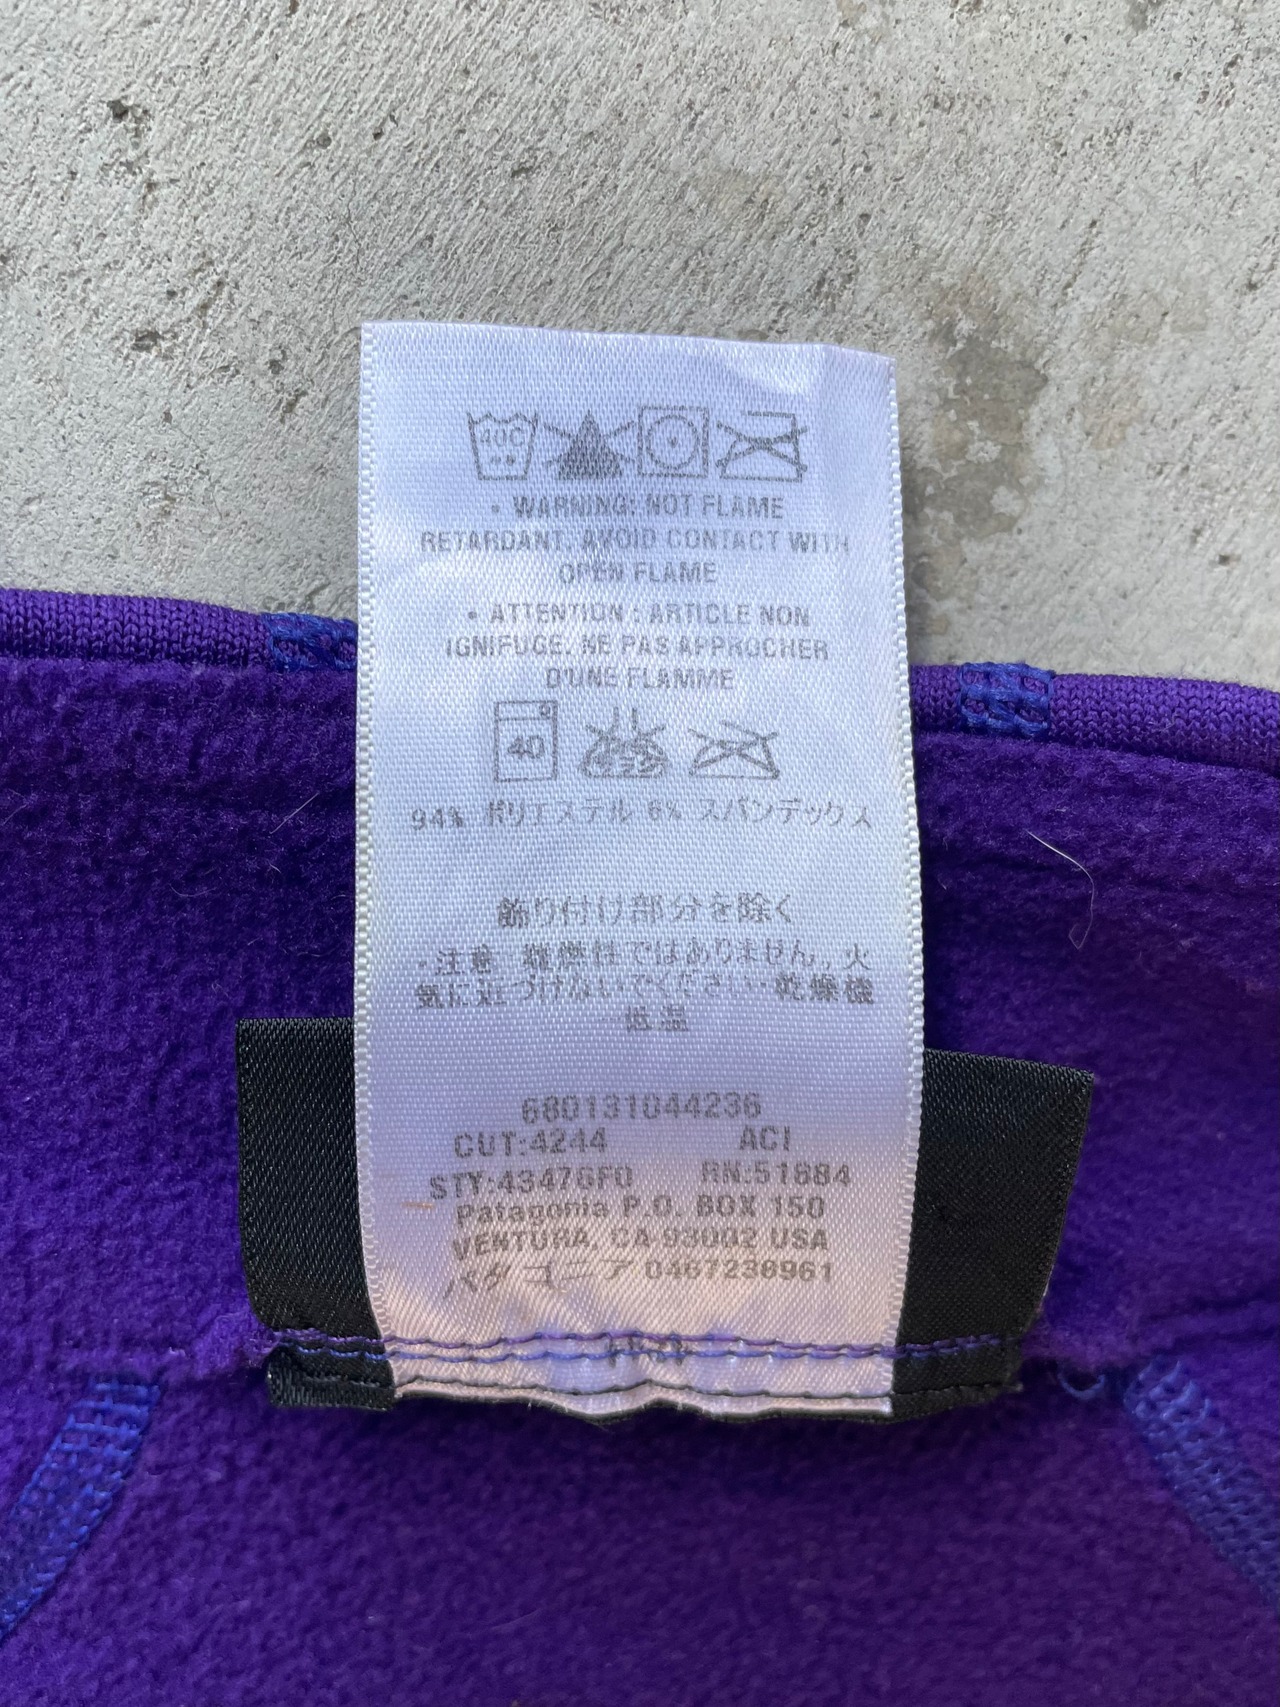 40C
• WARNING: NOT FLAME
RETARDANT. AVOID CONTACT WITH
OPEN FLAME
• ATTENTION : ARTICLE NON
IGNIFUGE. NE PAS APPROCHER
D'UNE FLAMME
40
94% ポリエステル 6% スパンデックス
飾り付け部分を除く
・注意 難燃性ではありません。火
気に近づけないでください・乾燥機
低温
680131044236
CUT:4244 ACI
STY:43476F0 RN:51884
Patagonia P.O. BOX 150
VENTURA, CA 93002 USA
パタゴニア 0467230961